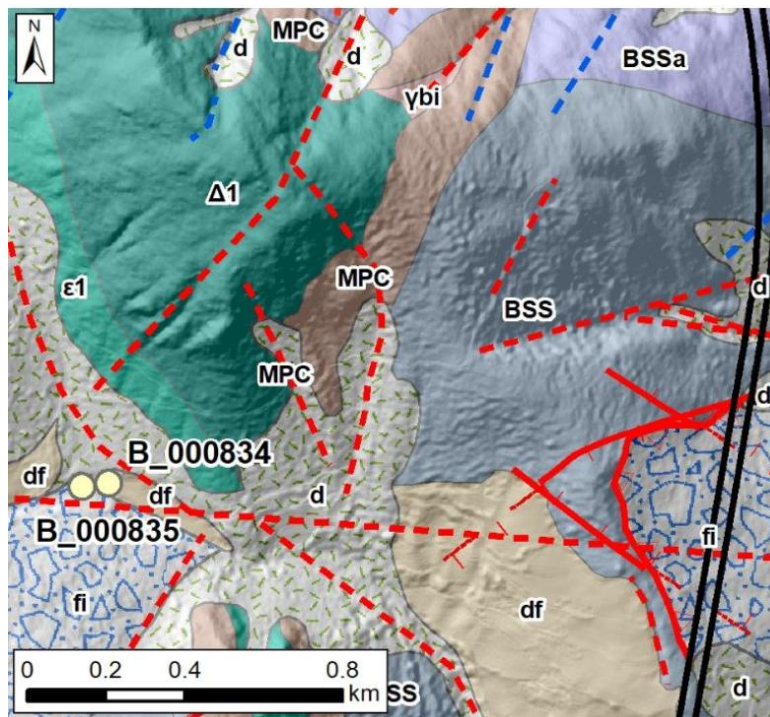 N
MPC
d
d
BSSa
γbi
Δ1
ε1
MPC
d
BSS
MPC
d
B_000834
df
df
d
B_000835
fi
fi
df
d
0 0.2 0.4 0.8
km
SS